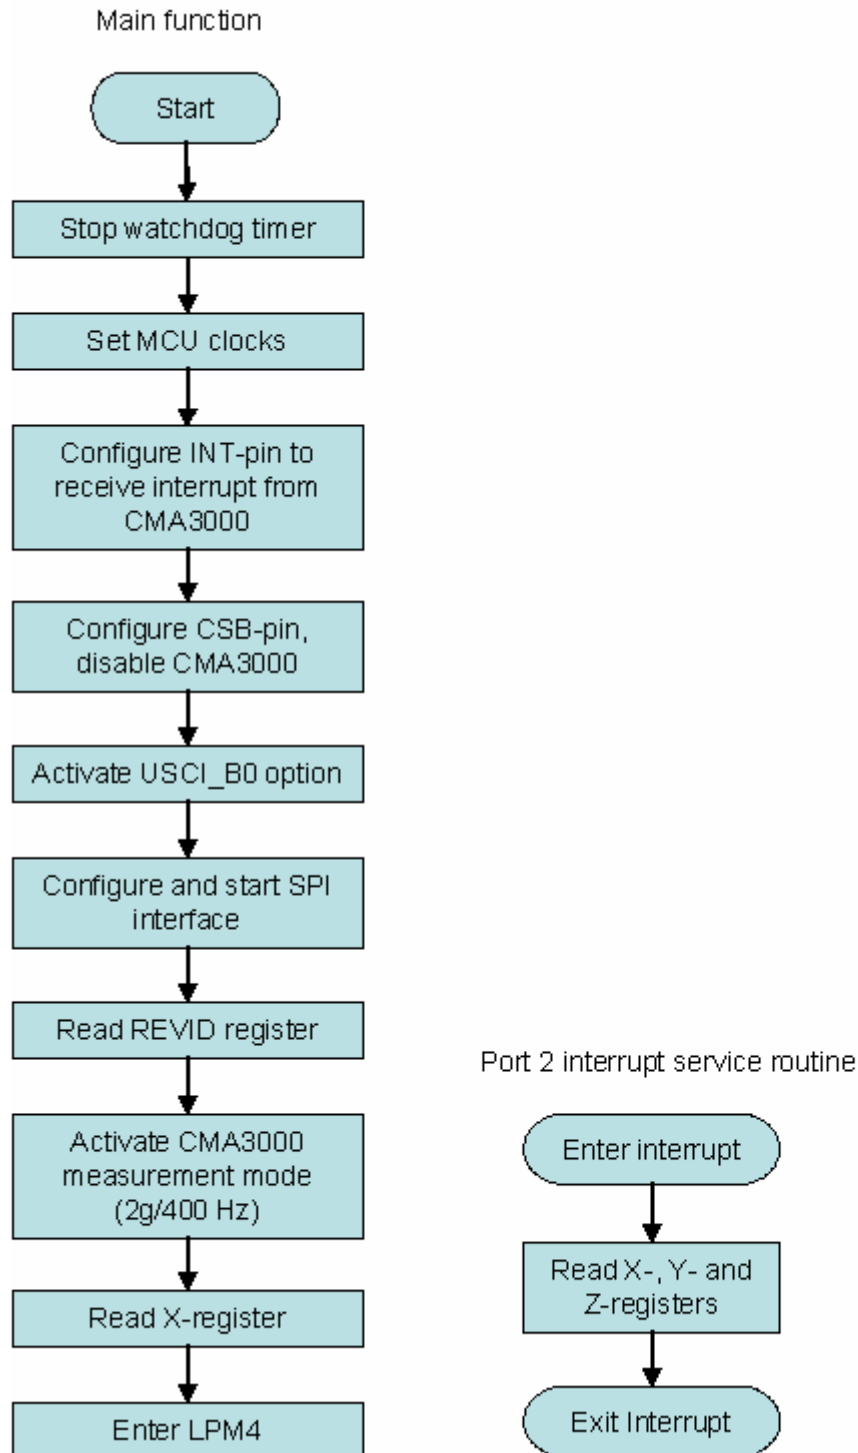 Main function
Start
Stop watchdog timer
Set MCU clocks
Configure INT-pin to
receive interrupt from
CMA3000
Configure CSB-pin,
disable CMA3000
Activate USCI_B0 option
Configure and start SPI
interface
Read REVID register
Activate CMA3000
measurement mode
(2g/400 Hz)
Read X-register
Enter LPM4
Port 2 interrupt service routine
Enter interrupt
Read X-, Y- and
Z-registers
Exit Interrupt